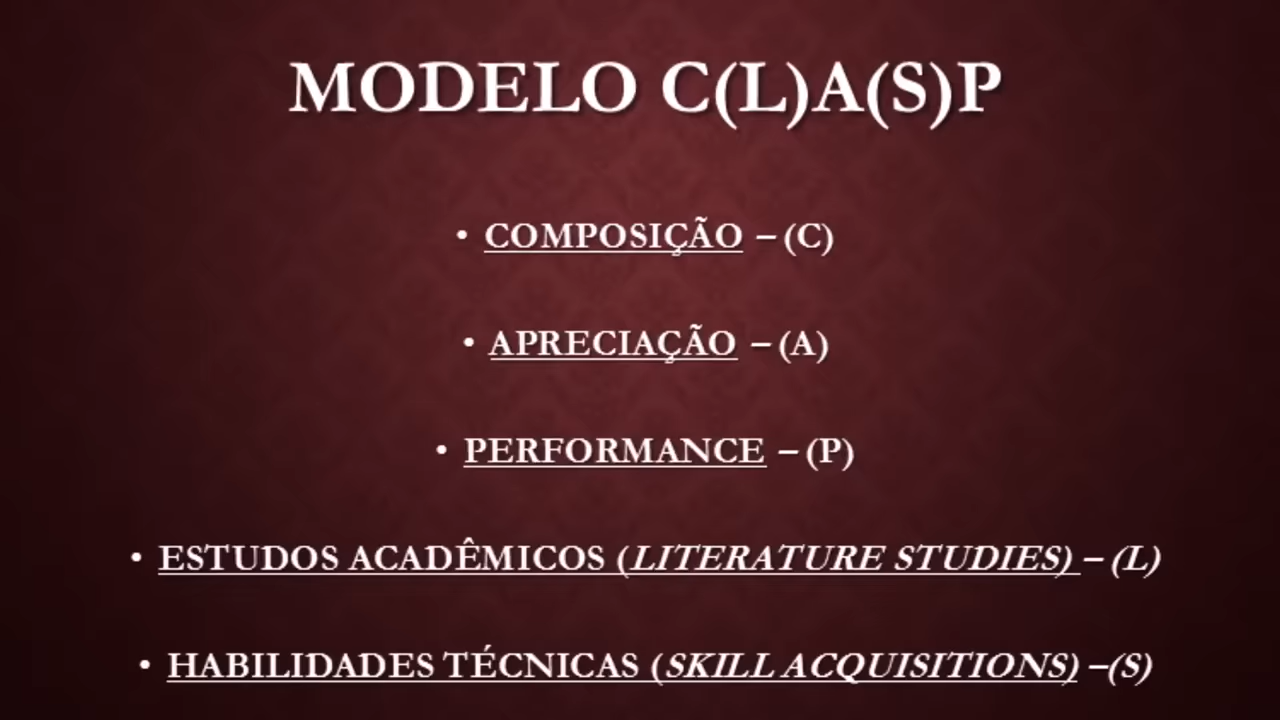 MODELO C(L)A(S)P
• COMPOSIÇÃO – (C)
• APRECIAÇÃO – (A)
• PERFORMANCE – (P)
• ESTUDOS ACADÊMICOS (LITERATURE STUDIES) – (L)
• HABILIDADES TÉCNICAS (SKILL ACQUISITIONS) –(S)